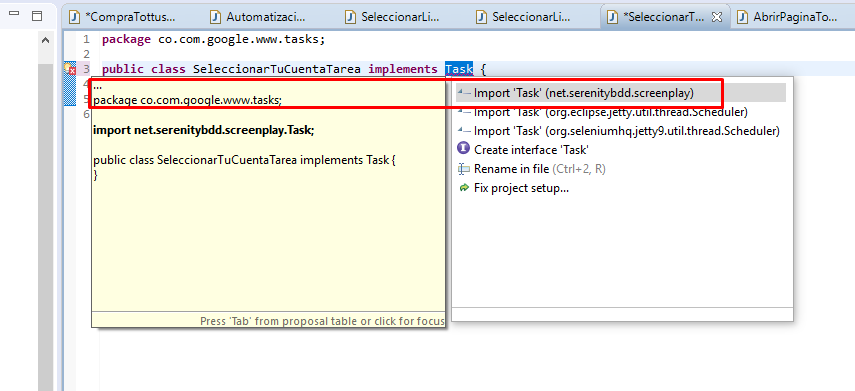 *CompraTottus...
Automatizaci...
SeleccionarLi...
SeleccionarLi...
*SeleccionarT...
AbrirPaginaTo...
1 package co.com.google.www.tasks;
2
3 public class SeleccionarTuCuentaTarea implements Task {
4
5
6
...
package co.com.google.www.tasks;
import net.serenitybdd.screenplay.Task;
public class SeleccionarTuCuentaTarea implements Task {
}
Press 'Tab' from proposal table or click for focus
Import 'Task' (net.serenitybdd.screenplay)
Import 'Task' (org.eclipse.jetty.util.thread.Scheduler)
Import 'Task' (org.seleniumhq.jetty9.util.thread.Scheduler)
Create interface 'Task'
Rename in file (Ctrl+2, R)
Fix project setup...